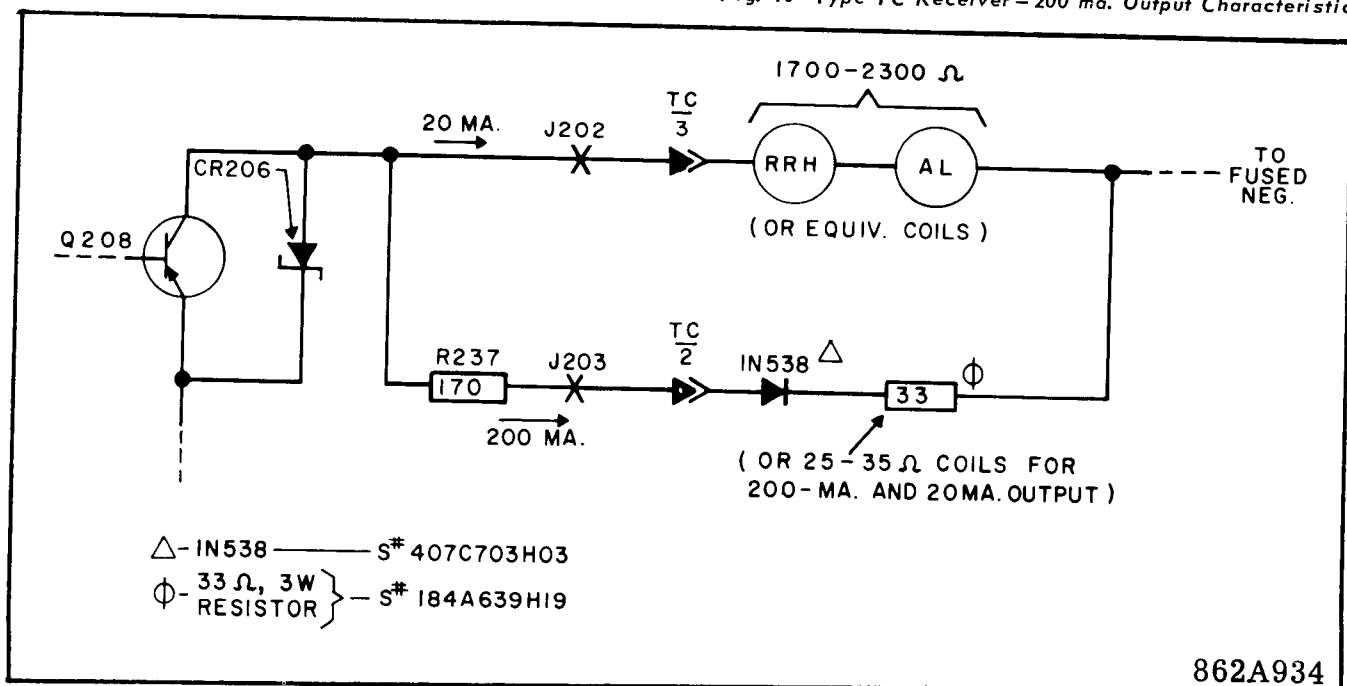 Fig. 16 Type TC Receiver – 200 ma. Output Characteristic
1700-2300 Ω
20 MA.
J202
TC
3
RRH
AL
TO
FUSED
NEG.
CR206
(OR EQUIV. COILS)
Q208
TC
2
R237
J203
IN538 △
ϕ
170
33
200 MA.
(OR 25-35 Ω COILS FOR
200-MA. AND 20MA. OUTPUT)
△-IN538 —— S# 407C703H03
ϕ- 33 Ω, 3W
RESISTOR } — S# 184A639H19
862A934